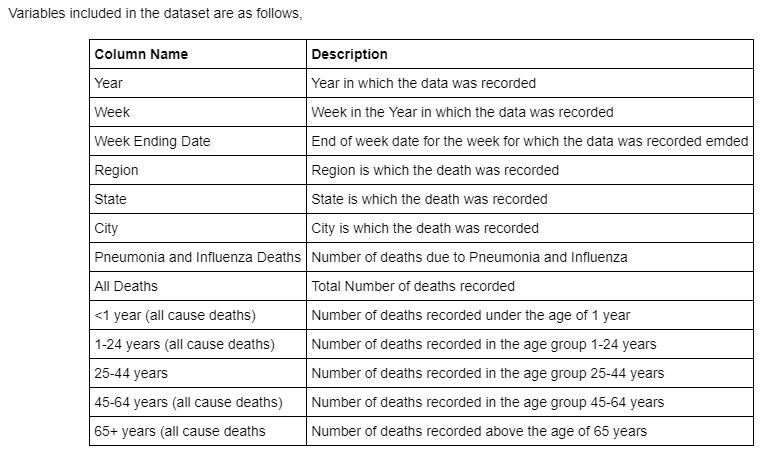 Variables included in the dataset are as follows,
Column Name Description
Year Year in which the data was recorded
Week Week in the Year in which the data was recorded
Week Ending Date End of week date for the week for which the data was recorded emded
Region Region is which the death was recorded
State State is which the death was recorded
City City is which the death was recorded
Pneumonia and Influenza Deaths Number of deaths due to Pneumonia and Influenza
All Deaths Total Number of deaths recorded
<1 year (all cause deaths) Number of deaths recorded under the age of 1 year
1-24 years (all cause deaths) Number of deaths recorded in the age group 1-24 years
25-44 years Number of deaths recorded in the age group 25-44 years
45-64 years (all cause deaths) Number of deaths recorded in the age group 45-64 years
65+ years (all cause deaths Number of deaths recorded above the age of 65 years